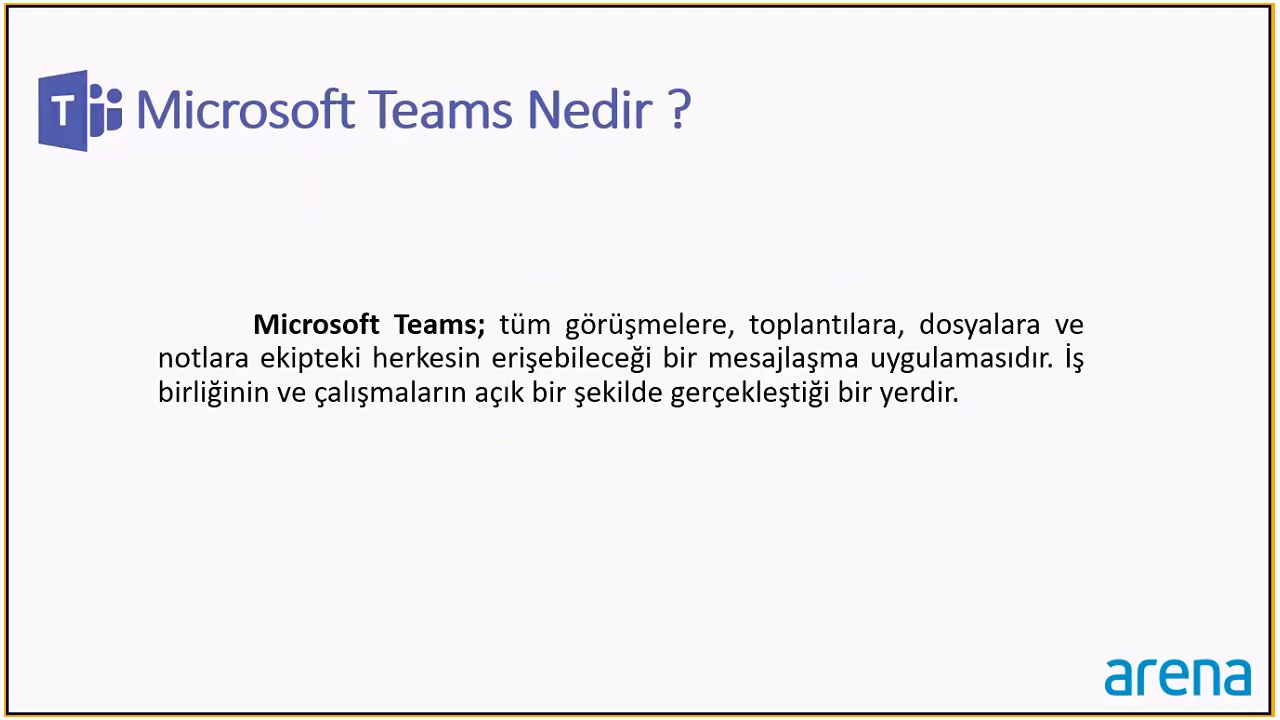 T
Microsoft Teams Nedir ?
Microsoft Teams; tüm görüşmelere, toplantılara, dosyalara ve
notlara ekipteki herkesin erişebileceği bir mesajlaşma uygulamasıdır. İş
birliğinin ve çalışmaların açık bir şekilde gerçekleştiği bir yerdir.
arena